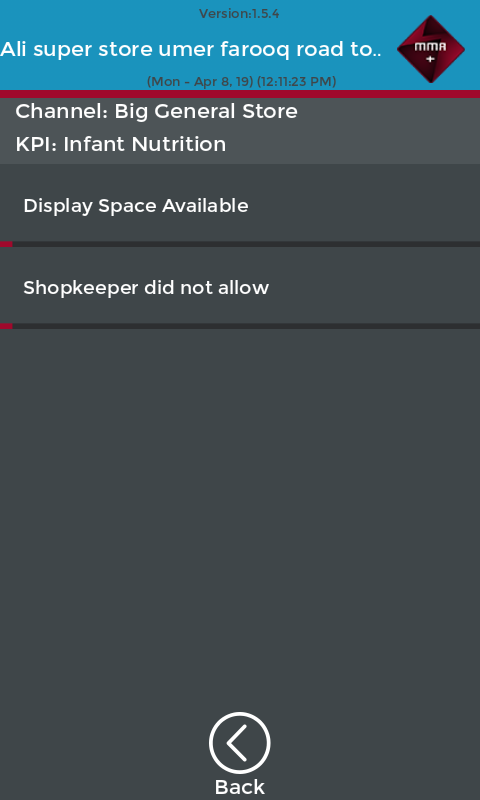 Version:1.5.4
Ali super store umer farooq road to..
MMA
+
(Mon - Apr 8, 19) (12:11:23 PM)
Channel: Big General Store
KPI: Infant Nutrition
Display Space Available
Shopkeeper did not allow
Back